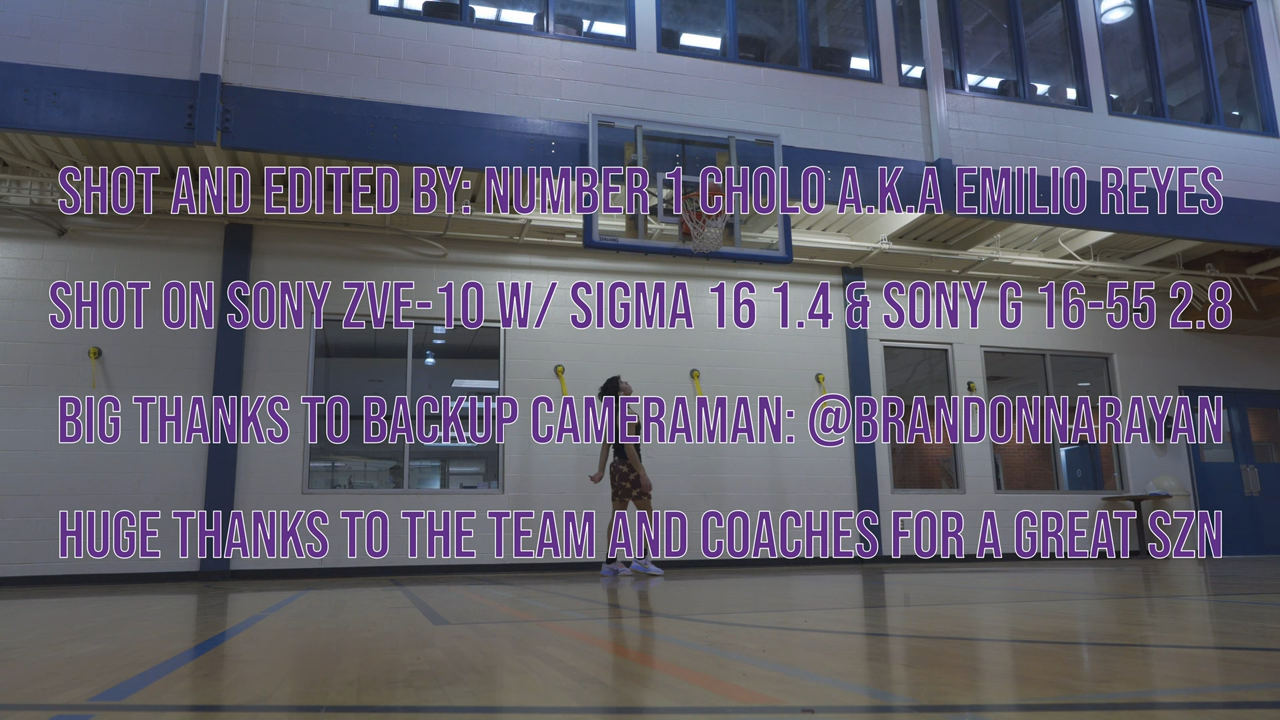 SHOT AND EDITED BY: NUMBER 1 CHOLO A.K.A EMILIO REYES
SHOT ON SONY ZVE-10 W/ SIGMA 16 1.4 & SONY G 16-55 2.8
BIG THANKS TO BACKUP CAMERAMAN: @BRANDONNARAYAN
HUGE THANKS TO THE TEAM AND COACHES FOR A GREAT SZN